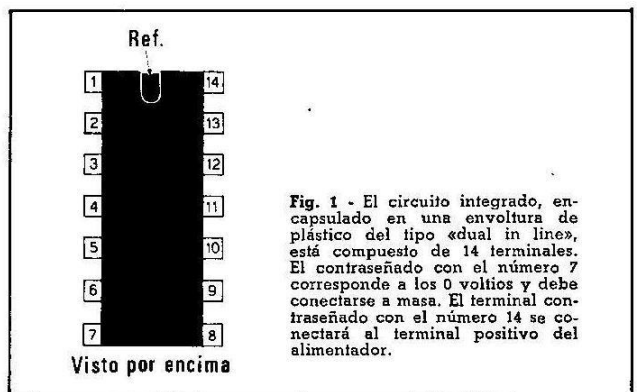 Ref.
1 14
2 13
3 12
4 11
5 10
6 9
7 8
Visto por encima
Fig. 1 - El circuito integrado, en-
capsulado en una envoltura de
plástico del tipo «dual in line»,
está compuesto de 14 terminales.
El contraseñado con el número 7
corresponde a los 0 voltios y debe
conectarse a masa. El terminal con-
traseñado con el número 14 se co-
nectará al terminal positivo del
alimentador.